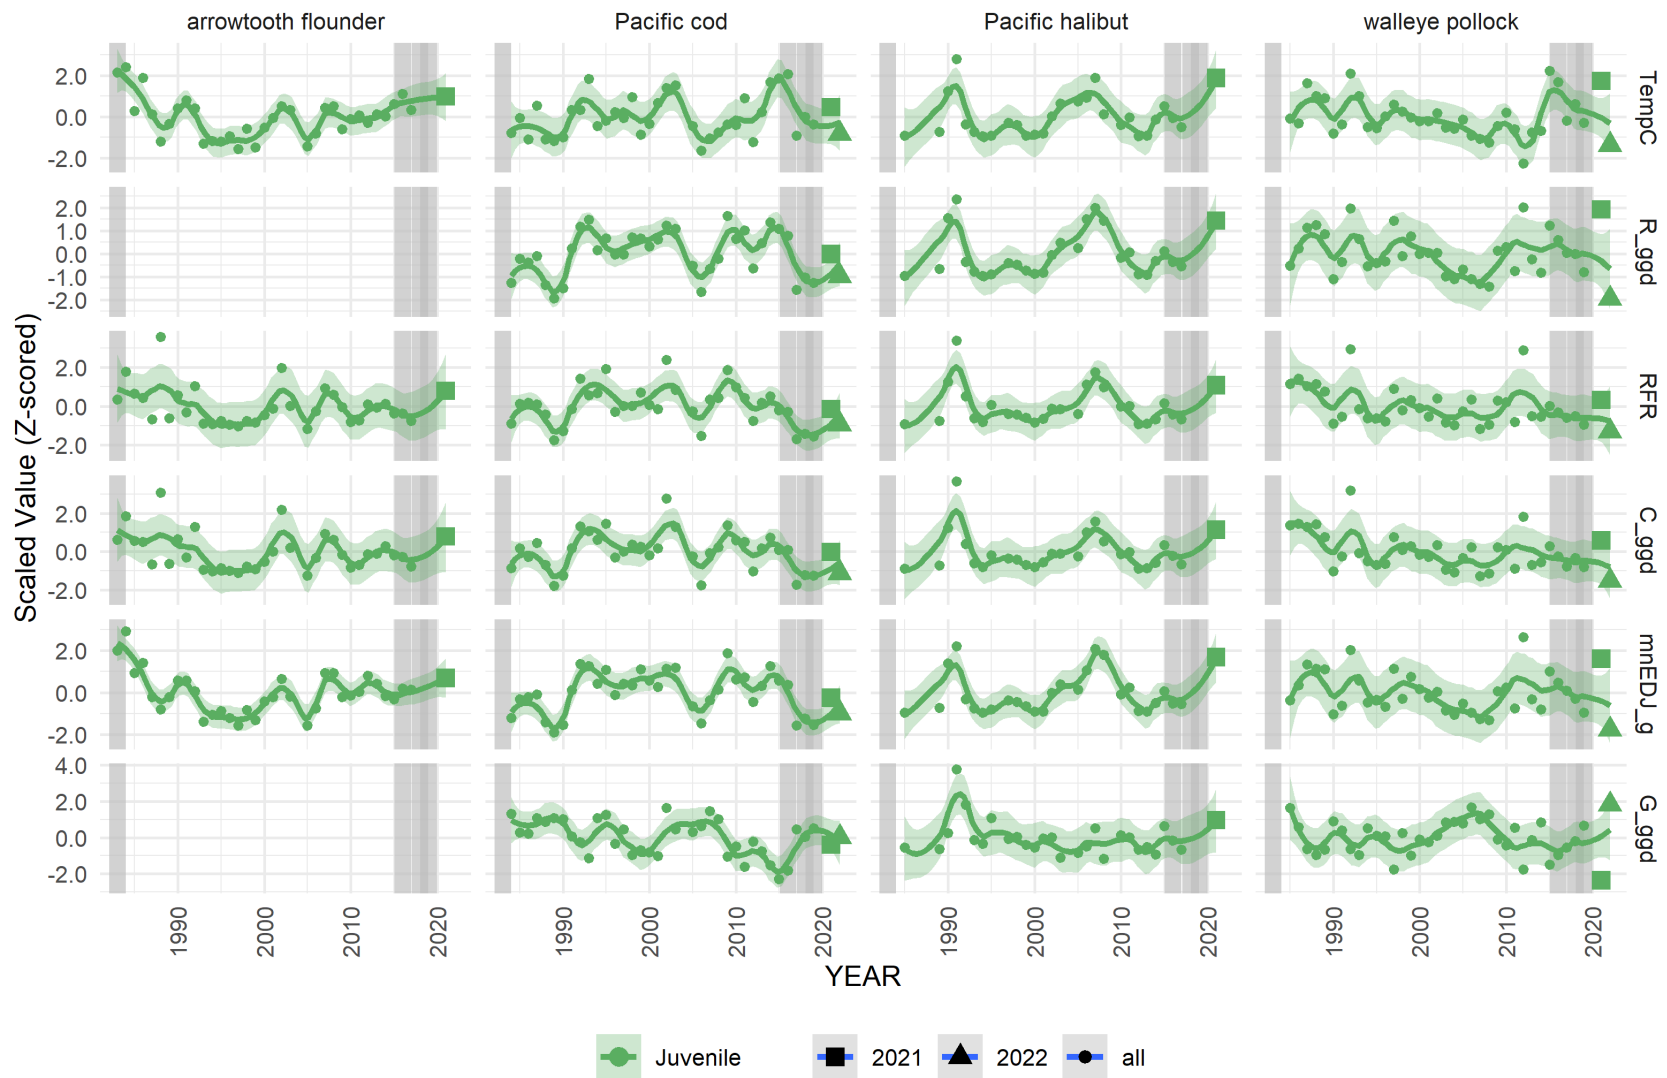 arrowtooth flounder Pacific cod Pacific halibut walleye pollock
2.0
0.0
-2.0
TempC
2.0
1.0
0.0
-1.0
-2.0
R_ggd
2.0
0.0
-2.0
RFR
2.0
0.0
-2.0
C_ggd
2.0
0.0
-2.0
mnEDJ_g
4.0
2.0
0.0
-2.0
G_ggd
Scaled Value (Z-scored)
1990 2000 2010 2020 1990 2000 2010 2020 1990 2000 2010 2020 1990 2000 2010 2020
YEAR
Juvenile 2021 2022 all